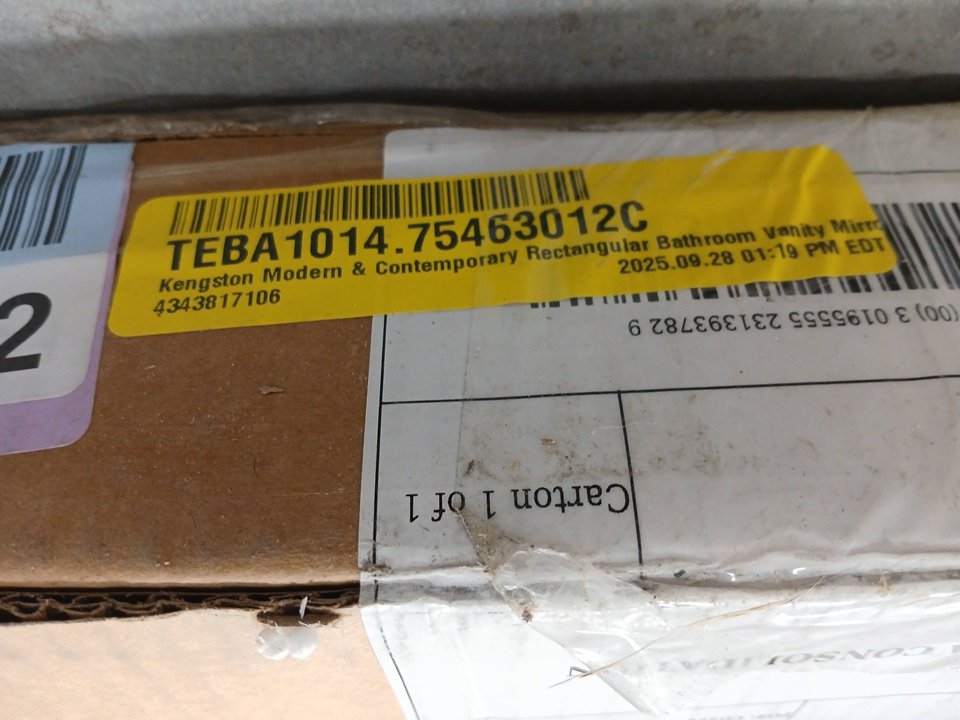 TEBA1014.75463012C
Kengston Modern & Contemporary Rectangular Bathroom Vanity Mirr
2025.09.28 01:19 PM EDT
4343817106
2
(00) 3 0195555 231393782 9
Carton 1 of 1